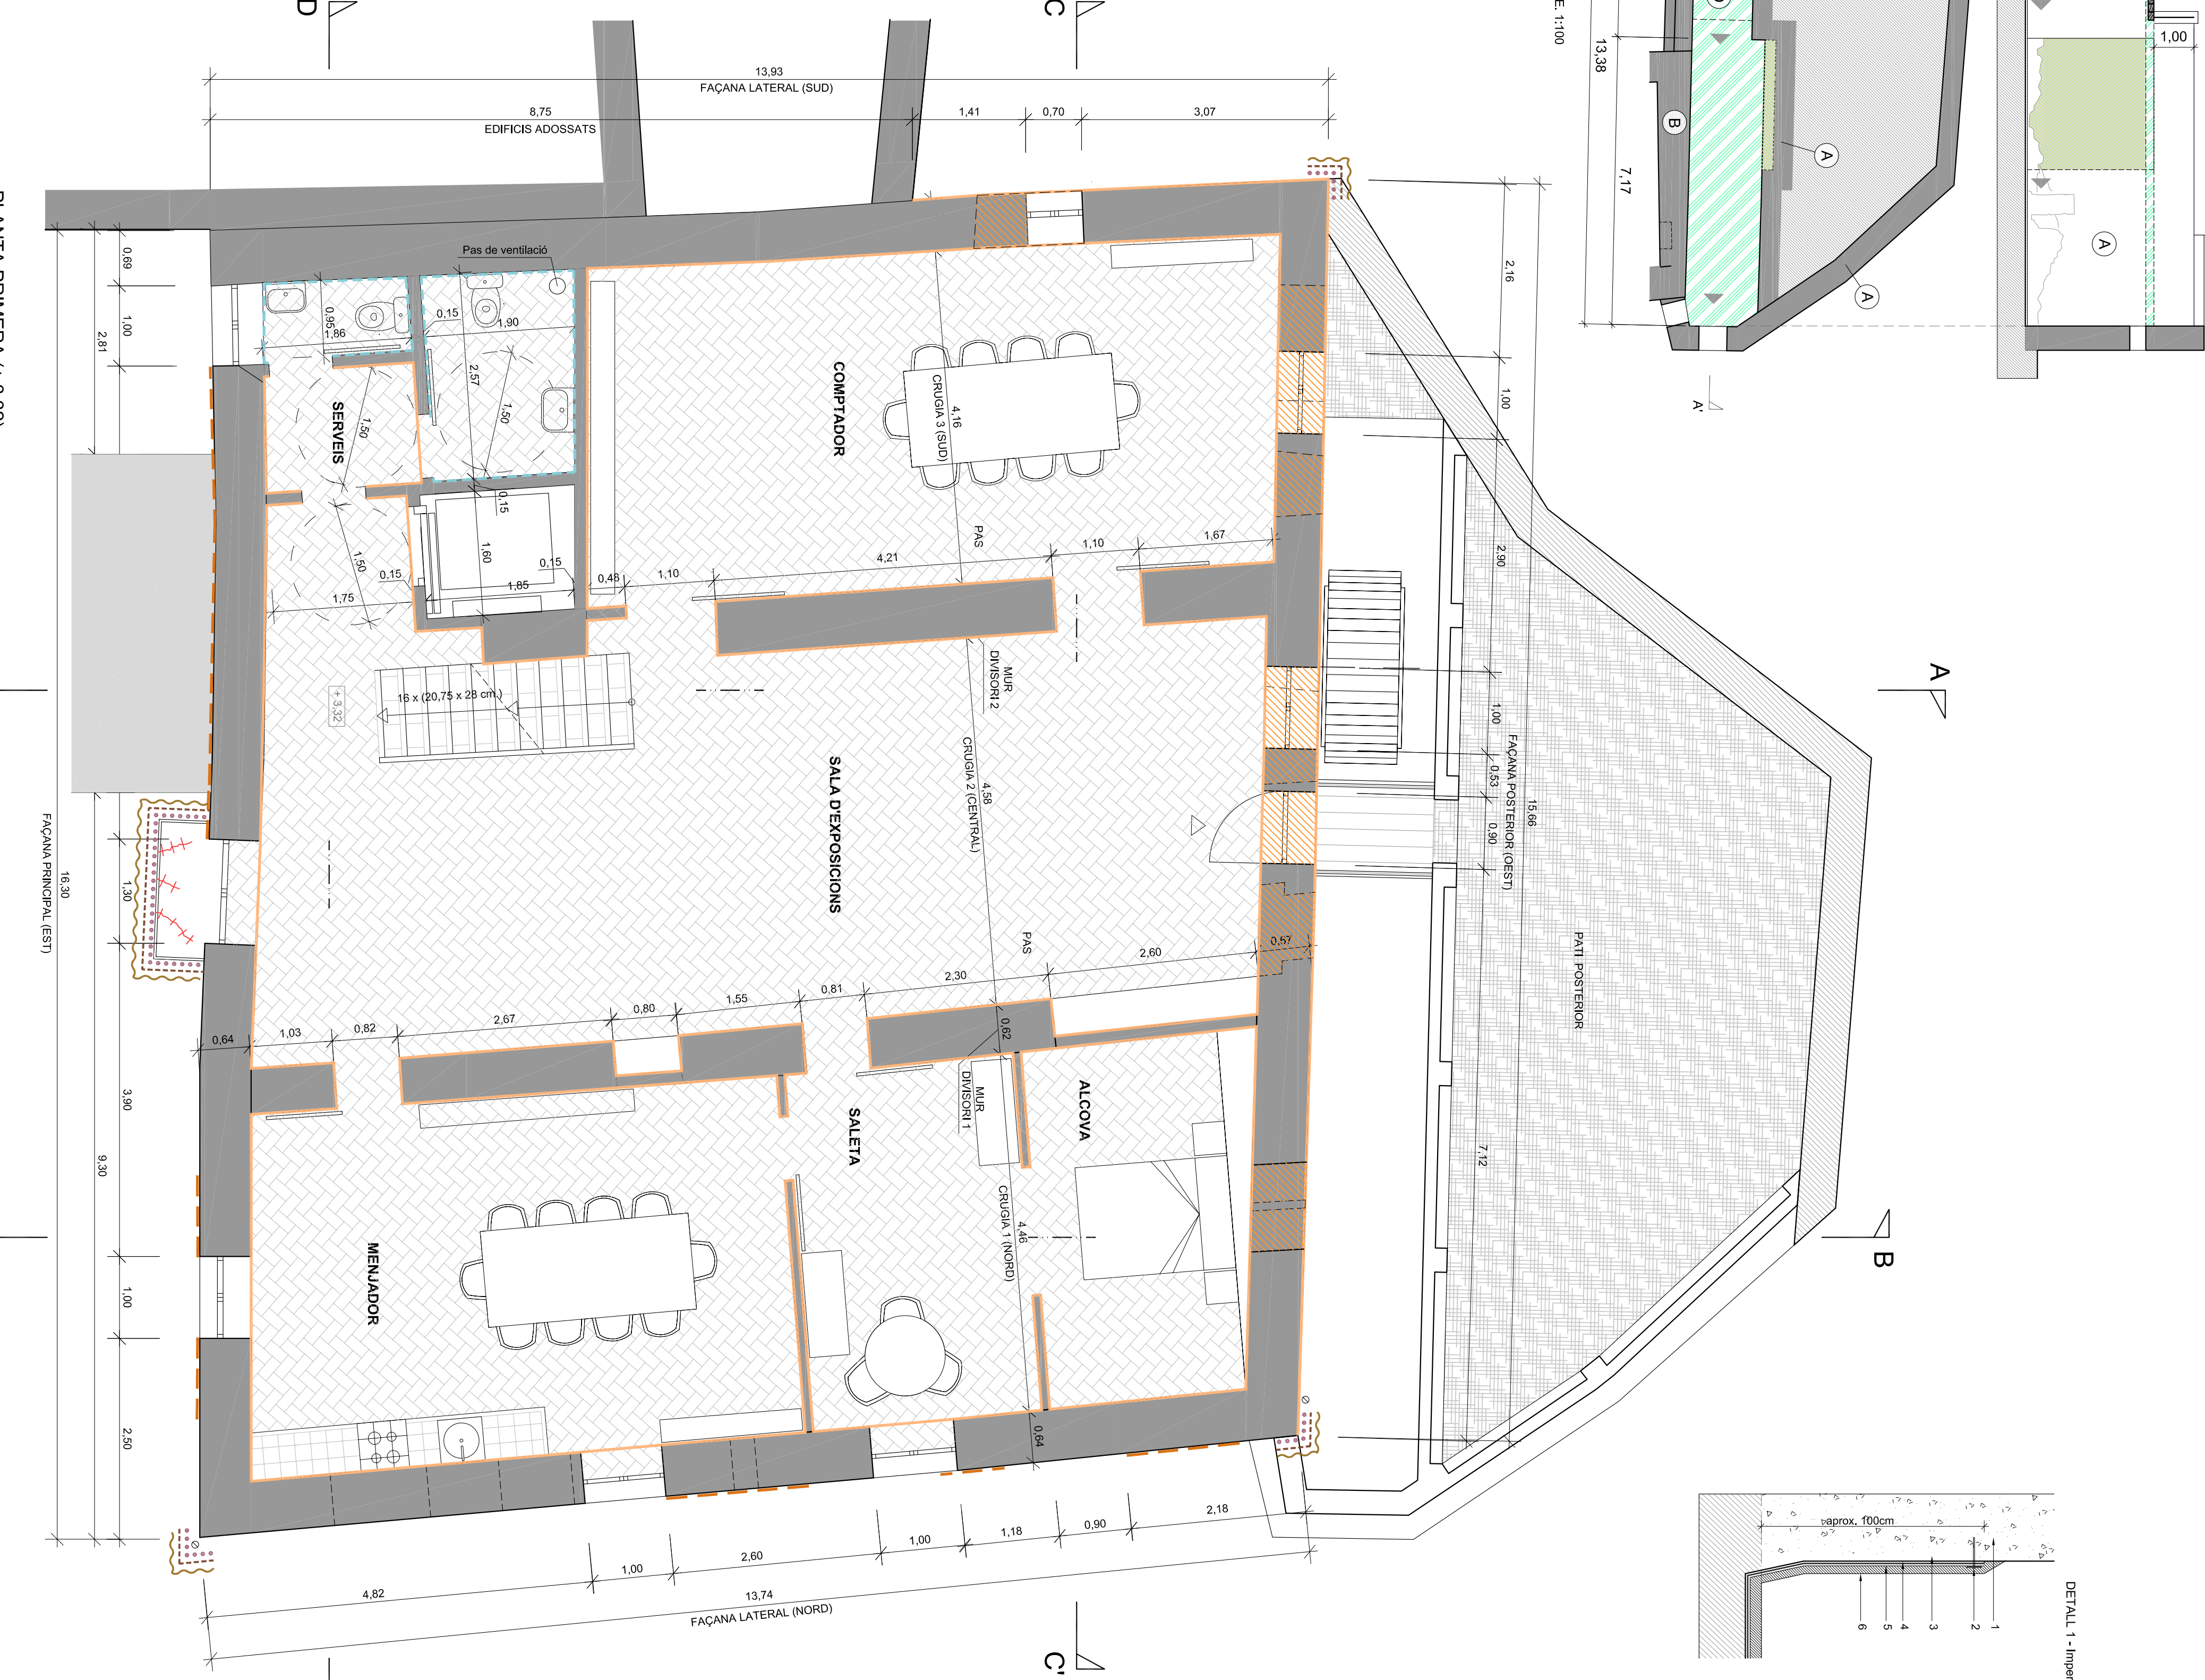 D
C
E. 1:100
13,38
7,17
1,00
B
A
A
A
A'
13,93
FAÇANA LATERAL (SUD)
8,75
EDIFICIS ADOSSATS
1,41
0,70
3,07
Pas de ventilació
0,69
1,00
2,81
0,95
1,86
0,15
1,90
2,57
1,50
SERVEIS
1,50
0,15
1,60
0,15
1,85
1,50
0,15
1,75
COMPTADOR
4,16
CRUGIA 3 (SUD)
PAS
0,48
1,10
4,21
1,10
1,67
2,16
1,00
2,90
1,00
0,53
0,90
7,12
15,66
FAÇANA POSTERIOR (OEST)
PATI POSTERIOR
A
B
MUR
DIVISORI 2
+ 3,32
16 x (20,75 x 28 cm.)
SALA D'EXPOSICIONS
4,58
CRUGIA 2 (CENTRAL)
PAS
0,64
1,03
0,82
2,67
0,80
1,55
0,81
2,30
2,60
0,57
0,62
MUR
DIVISORI 1
ALCOVA
SALETA
MENJADOR
4,46
CRUGIA 1 (NORD)
0,64
1,30
3,90
9,30
1,00
2,50
16,30
FAÇANA PRINCIPAL (EST)
4,82
1,00
2,60
1,00
1,18
0,90
2,18
13,74
FAÇANA LATERAL (NORD)
C'
aprox. 100cm
1
2
3
4
5
6
DETALL 1 - Imper